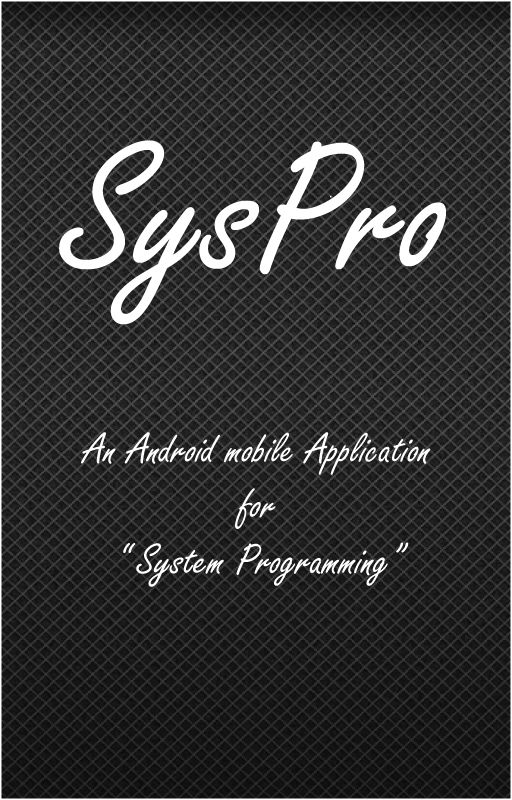 SysPro
An Android mobile Application
for
“System Programming”